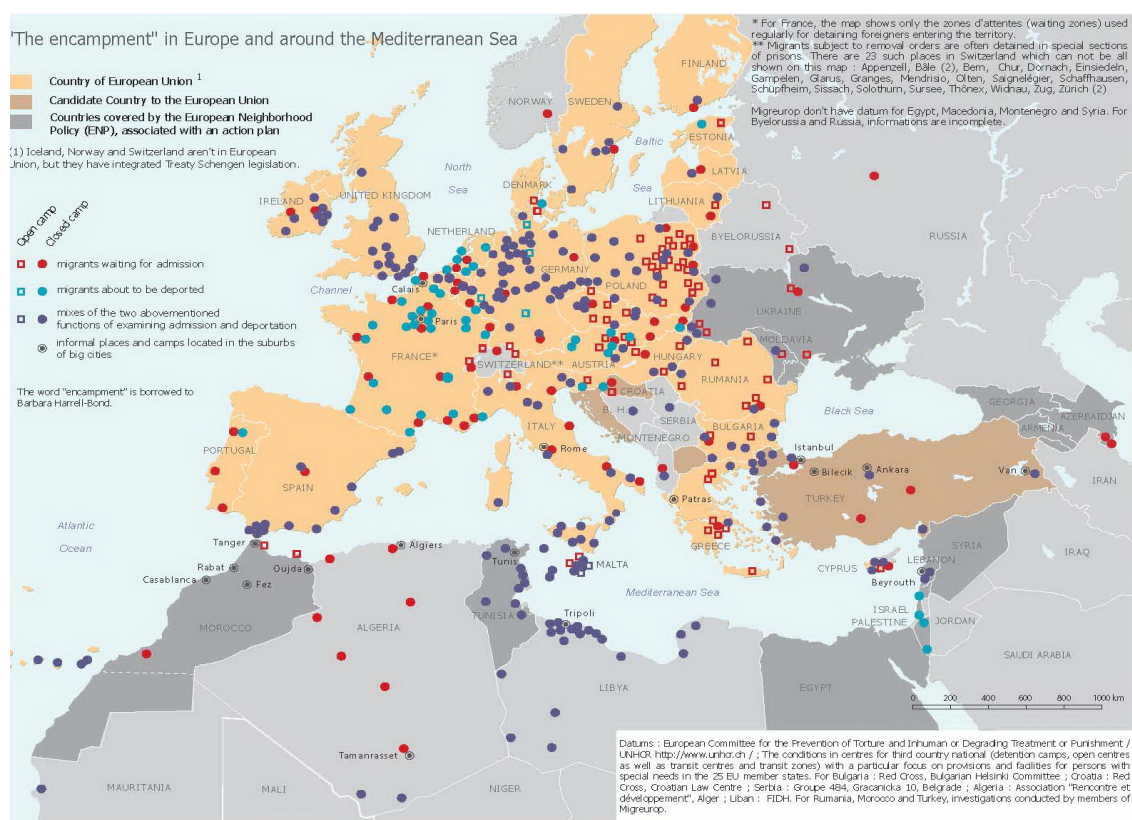 "The encampment" in Europe and around the Mediterranean Sea
Country of European Union 1
Candidate Country to the European Union
Countries covered by the European Neighborhood
Policy (ENP), associated with an action plan
(1) Iceland, Norway and Switzerland aren't in European
Union, but they have integrated Treaty Schengen legislation.
* For France, the map shows only the zones d'attentes (waiting zones) used
regularly for detaining foreigners entering the territory.
** Migrants subject to removal orders are often detained in special sections
of prisons. There are 23 such places in Switzerland which can not be all
shown on this map : Appenzell, Bâle (2), Bern, Chur, Dornach, Einsiedeln,
Gampelen, Glarus, Granges, Mendrisio, Olten, Saignelégier, Schaffhausen,
Schüpfheim, Sissach, Solothurn, Sursee, Thônex, Widnau, Zug, Zürich (2)
Migreurop don't have datum for Egypt, Macedonia, Montenegro and Syria. For
Byelorussia and Russia, informations are incomplete.
Open camp
Closed camp
migrants waiting for admission
migrants about to be deported
mixes of the two abovementioned
functions of examining admission and deportation
informal places and camps located in the suburbs
of big cities
The word "encampment" is borrowed to
Barbara Harrell-Bond.
FINLAND
NORWAY
SWEDEN
ESTONIA
Baltic
Sea
North
Sea
LATVIA
DENMARK
LITHUANIA
IRELAND
UNITED KINGDOM
NETHERLAND
BYELORUSSIA
RUSSIA
GERMANY
POLAND
Calais
Channel
Paris
UKRAINE
MOLDAVIA
FRANCE*
SWITZERLAND**
AUSTRIA
HUNGARY
RUMANIA
CROATIA
B. H.
SERBIA
Black Sea
GEORGIA
AZERBAIDJAN
ARMENIA
ITALY
MONTENEGRO
BULGARIA
PORTUGAL
SPAIN
Rome
Istanbul
Bilecik
Ankara
Van
IRAN
TURKEY
Patras
GREECE
Atlantic
Ocean
Tanger
Algiers
Tunis
MALTA
CYPRUS
LEBANON
SYRIA
IRAQ
Rabat
Oujda
Casablanca
Fez
Beyrouth
Mediterranean Sea
ISRAEL
PALESTINE
JORDAN
Tripoli
TUNISIA
MOROCCO
ALGERIA
SAUDI ARABIA
LIBYA
EGYPT
0 200 400 600 800 1000 km
Tamanrasset
MAURITANIA
MALI
NIGER
Datums : European Committee for the Prevention of Torture and Inhuman or Degrading Treatment or Punishment /
UNHCR http://www.unhcr.ch / ; The conditions in centres for third country national (detention camps, open centres
as well as transit centres and transit zones) with a particular focus on provisions and facilities for persons with
special needs in the 25 EU member states. For Bulgaria : Red Cross, Bulgarian Helsinki Committee ; Croatia : Red
Cross, Croatian Law Centre ; Serbia : Groupe 484, Gracanicka 10, Belgrade ; Algeria : Association "Rencontre et
développement", Alger ; Liban : FIDH. For Rumania, Morocco and Turkey, investigations conducted by members of
Migreurop.